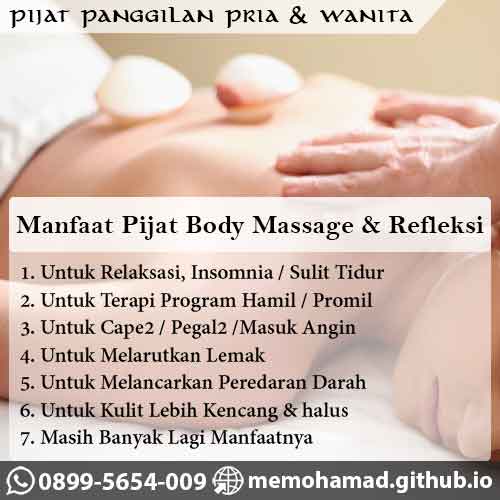 Pijat Panggilan Pria & Wanita
Manfaat Pijat Body Massage & Refleksi
1. Untuk Relaksasi, Insomnia / Sulit Tidur
2. Untuk Terapi Program Hamil / Promil
3. Untuk Cape2 / Pegal2 /Masuk Angin
4. Untuk Melarutkan Lemak
5. Untuk Melancarkan Peredaran Darah
6. Untuk Kulit Lebih Kencang & halus
7. Masih Banyak Lagi Manfaatnya
0899-5654-009 memohamad.github.io